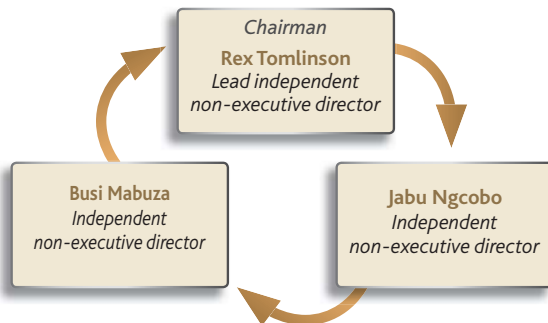 Chairman
Rex Tomlinson
Lead independent
non-executive director
Busi Mabuza
Independent
non-executive director
Jabu Ngcobo
Independent
non-executive director